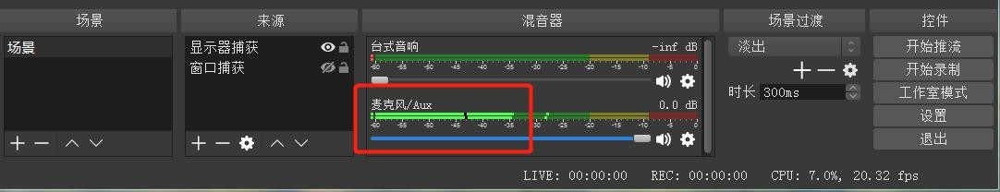 场景
来源
混音器
场景过渡
控件
场景
显示器捕获
窗口捕获
台式音响 -inf dB
-60 -55 -50 -45 -40 -35 -30 -25 -20 -15 -10 -5 0
麦克风/Aux 0.0 dB
-60 -55 -50 -45 -40 -35 -30 -25 -20 -15 -10 -5 0
淡出
时长 300ms
开始推流
开始录制
工作室模式
设置
退出
LIVE: 00:00:00 REC: 00:00:00 CPU: 7.0%, 20.32 fps